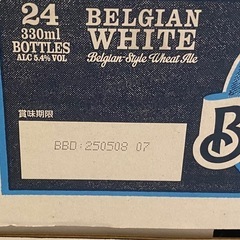 24
330ml
BOTTLES
ALC 5.4% VOL
BELGIAN
WHITE
Belgian-Style Wheat Ale
賞味期限
BBD:250508 07
B